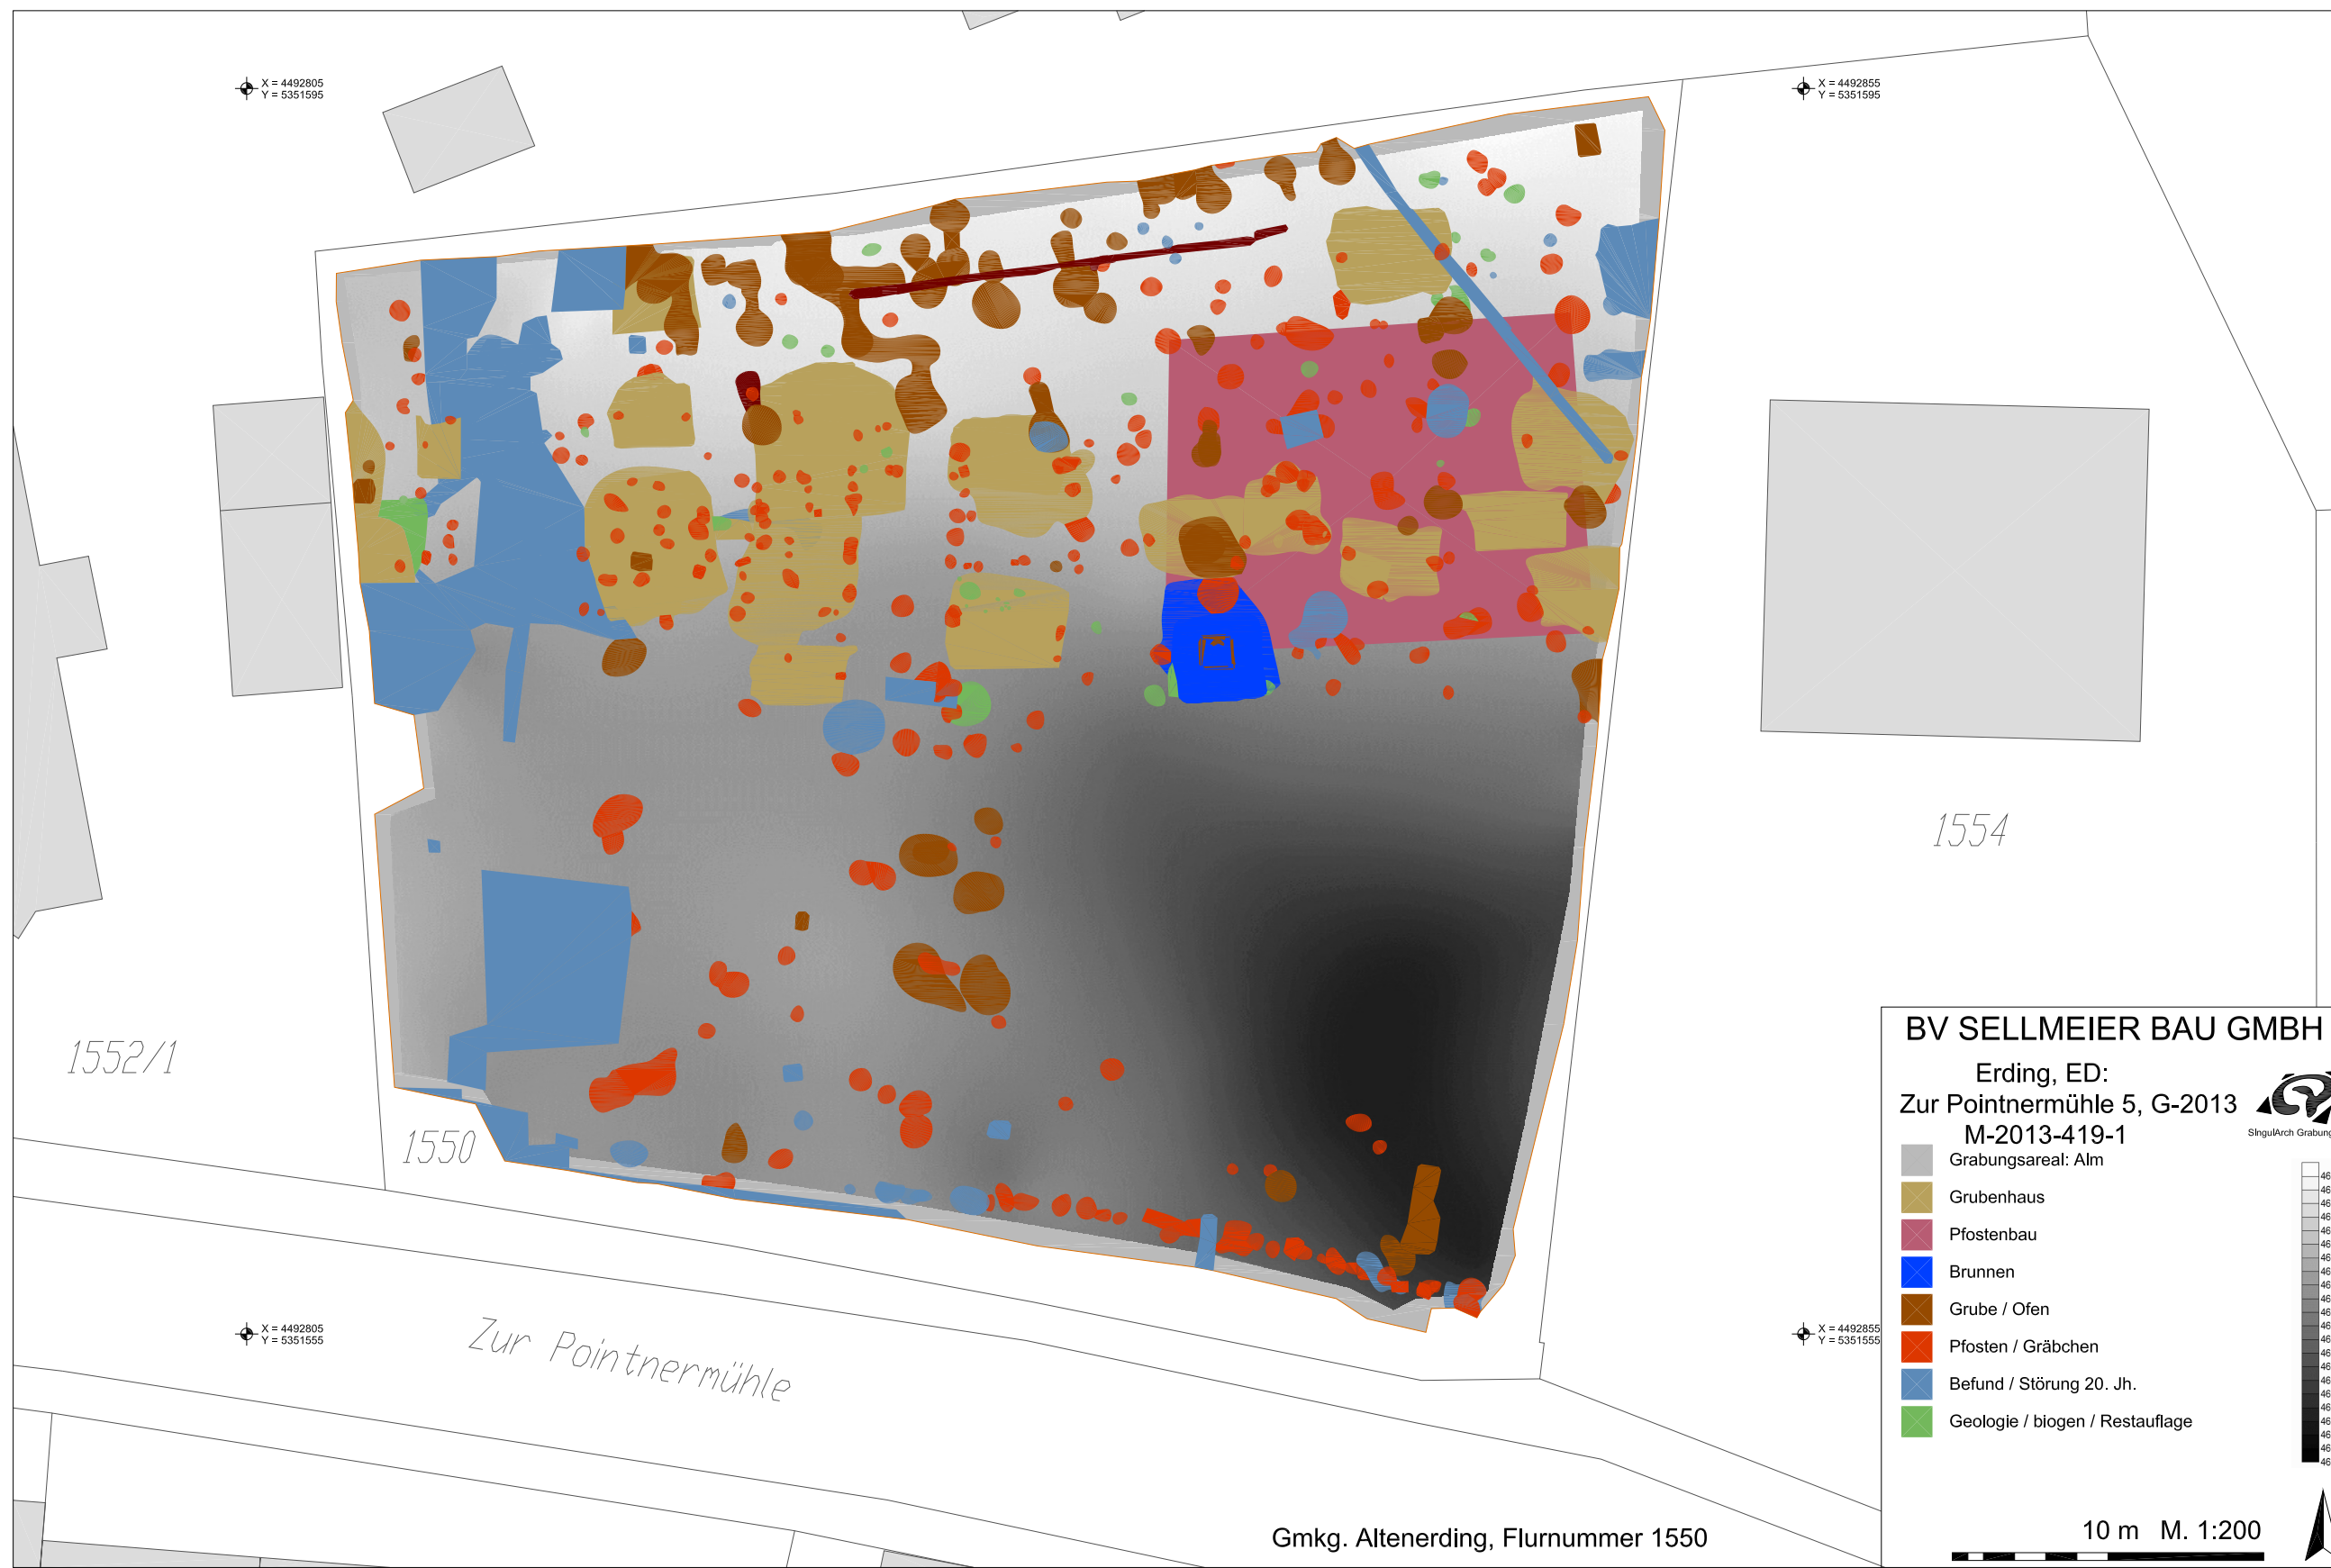 X = 4492805
Y = 5351595
X = 4492855
Y = 5351595
1554
1552/1
1550
BV SELLMEIER BAU GMBH
Erding, ED:
Zur Pointnermühle 5, G-2013
M-2013-419-1
Grabungsareal: Alm
Grubenhaus
Pfostenbau
Brunnen
Grube / Ofen
Pfosten / Gräbchen
Befund / Störung 20. Jh.
Geologie / biogen / Restauflage
SingulArch
X = 4492805
Y = 5351555
X = 4492855
Y = 5351555
Zur Pointnermühle
10 m M. 1:200
Gmkg. Altenerding, Flurnummer 1550